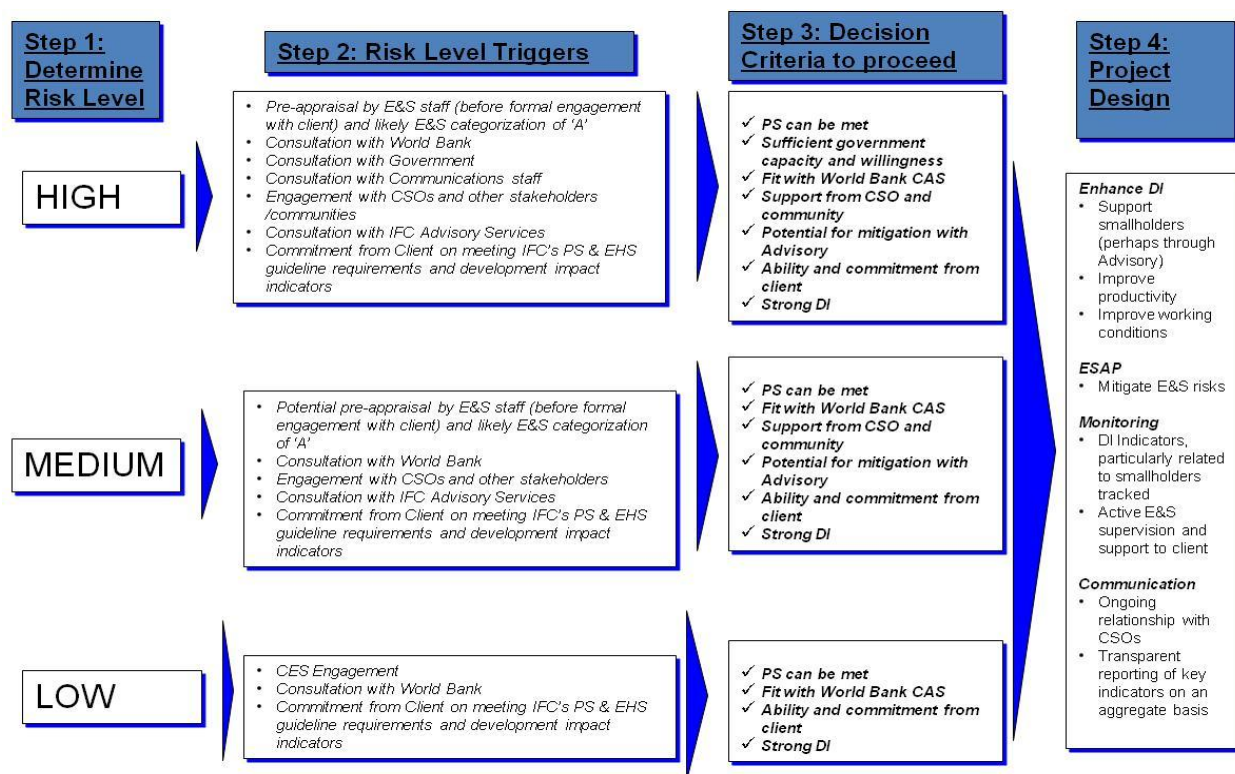 Step 1:
Determine
Risk Level
Step 2: Risk Level Triggers
Step 3: Decision
Criteria to proceed
Step 4:
Project
Design
HIGH
• Pre-appraisal by E&S staff (before formal engagement
with client) and likely E&S categorization of 'A'
• Consultation with World Bank
• Consultation with Government
• Consultation with Communications staff
• Engagement with CSOs and other stakeholders
/communities
• Consultation with IFC Advisory Services
• Commitment from Client on meeting IFC's PS & EHS
guideline requirements and development impact
indicators
✓ PS can be met
✓ Sufficient government
capacity and willingness
✓ Fit with World Bank CAS
✓ Support from CSO and
community
✓ Potential for mitigation with
Advisory
✓ Ability and commitment from
client
✓ Strong DI
MEDIUM
• Potential pre-appraisal by E&S staff (before formal
engagement with client) and likely E&S categorization
of 'A'
• Consultation with World Bank
• Engagement with CSOs and other stakeholders
• Consultation with IFC Advisory Services
• Commitment from Client on meeting IFC's PS & EHS
guideline requirements and development impact
indicators
✓ PS can be met
✓ Fit with World Bank CAS
✓ Support from CSO and
community
✓ Potential for mitigation with
Advisory
✓ Ability and commitment from
client
✓ Strong DI
LOW
• CES Engagement
• Consultation with World Bank
• Commitment from Client on meeting IFC's PS & EHS
guideline requirements and development impact
indicators
✓ PS can be met
✓ Fit with World Bank CAS
✓ Ability and commitment from
client
✓ Strong DI
Enhance DI
• Support
smallholders
(perhaps through
Advisory)
• Improve
productivity
• Improve working
conditions
ESAP
• Mitigate E&S risks
Monitoring
• DI Indicators,
particularly related
to smallholders
tracked
• Active E&S
supervision and
support to client
Communication
• Ongoing
relationship with
CSOs
• Transparent
reporting of key
indicators on an
aggregate basis